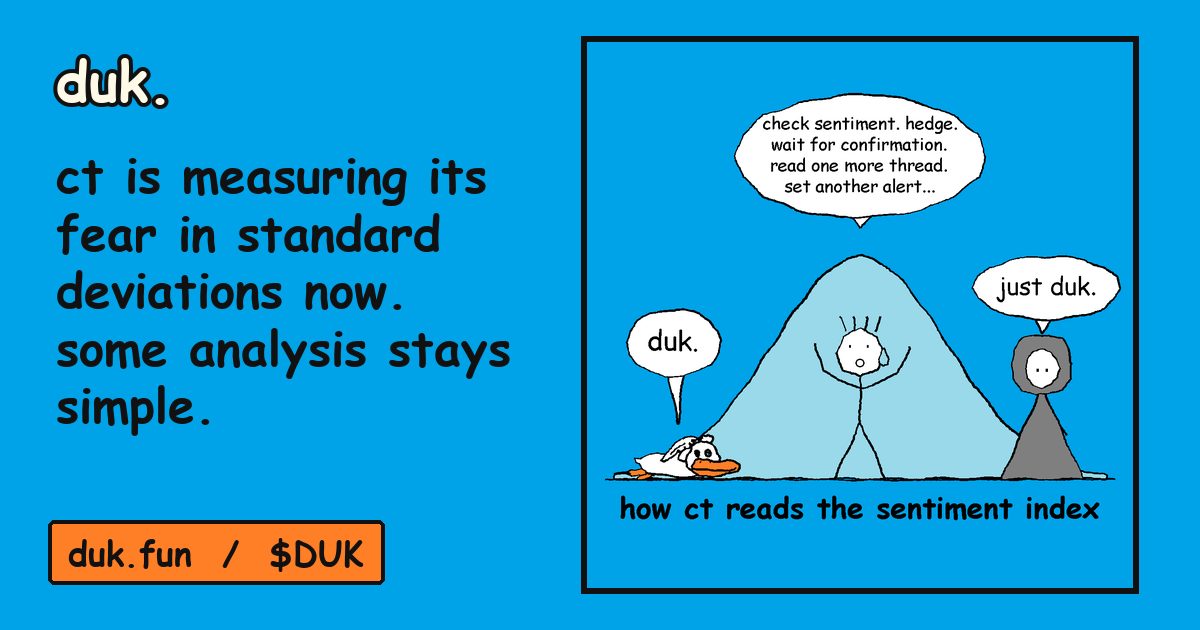 duk.
ct is measuring its
fear in standard
deviations now.
some analysis stays
simple.
duk.fun / $DUK
check sentiment. hedge.
wait for confirmation.
read one more thread.
set another alert...
duk.
just duk.
how ct reads the sentiment index